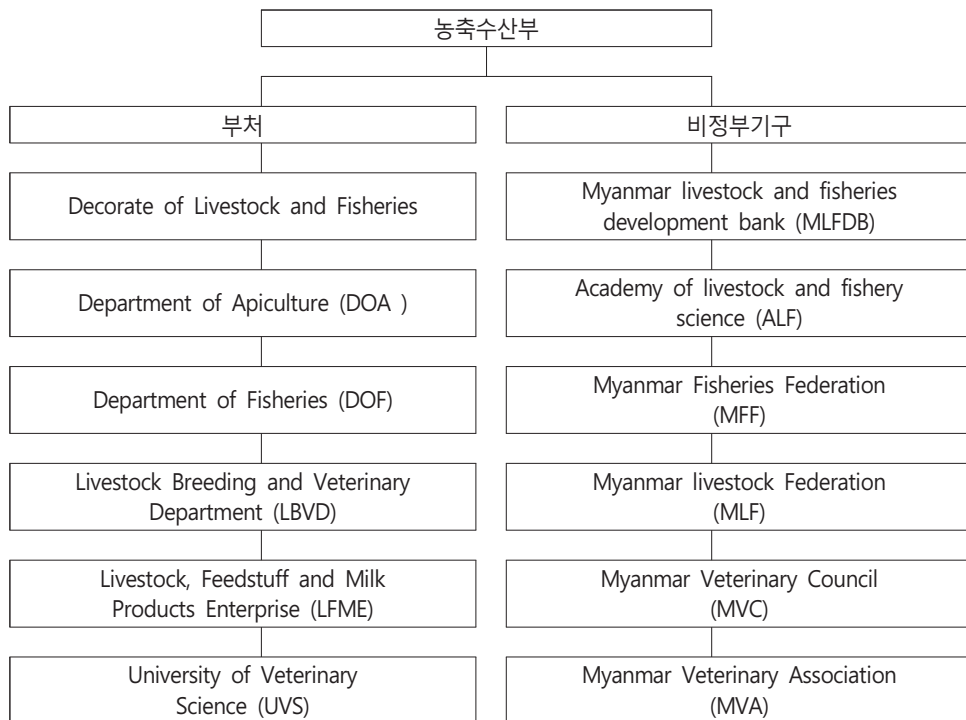 농축수산부
부처
비정부기구
Decorate of Livestock and Fisheries
Myanmar livestock and fisheries
development bank (MLFDB)
Department of Apiculture (DOA )
Academy of livestock and fishery
science (ALF)
Department of Fisheries (DOF)
Myanmar Fisheries Federation
(MFF)
Livestock Breeding and Veterinary
Department (LBVD)
Myanmar livestock Federation
(MLF)
Livestock, Feedstuff and Milk
Products Enterprise (LFME)
Myanmar Veterinary Council
(MVC)
University of Veterinary
Science (UVS)
Myanmar Veterinary Association
(MVA)